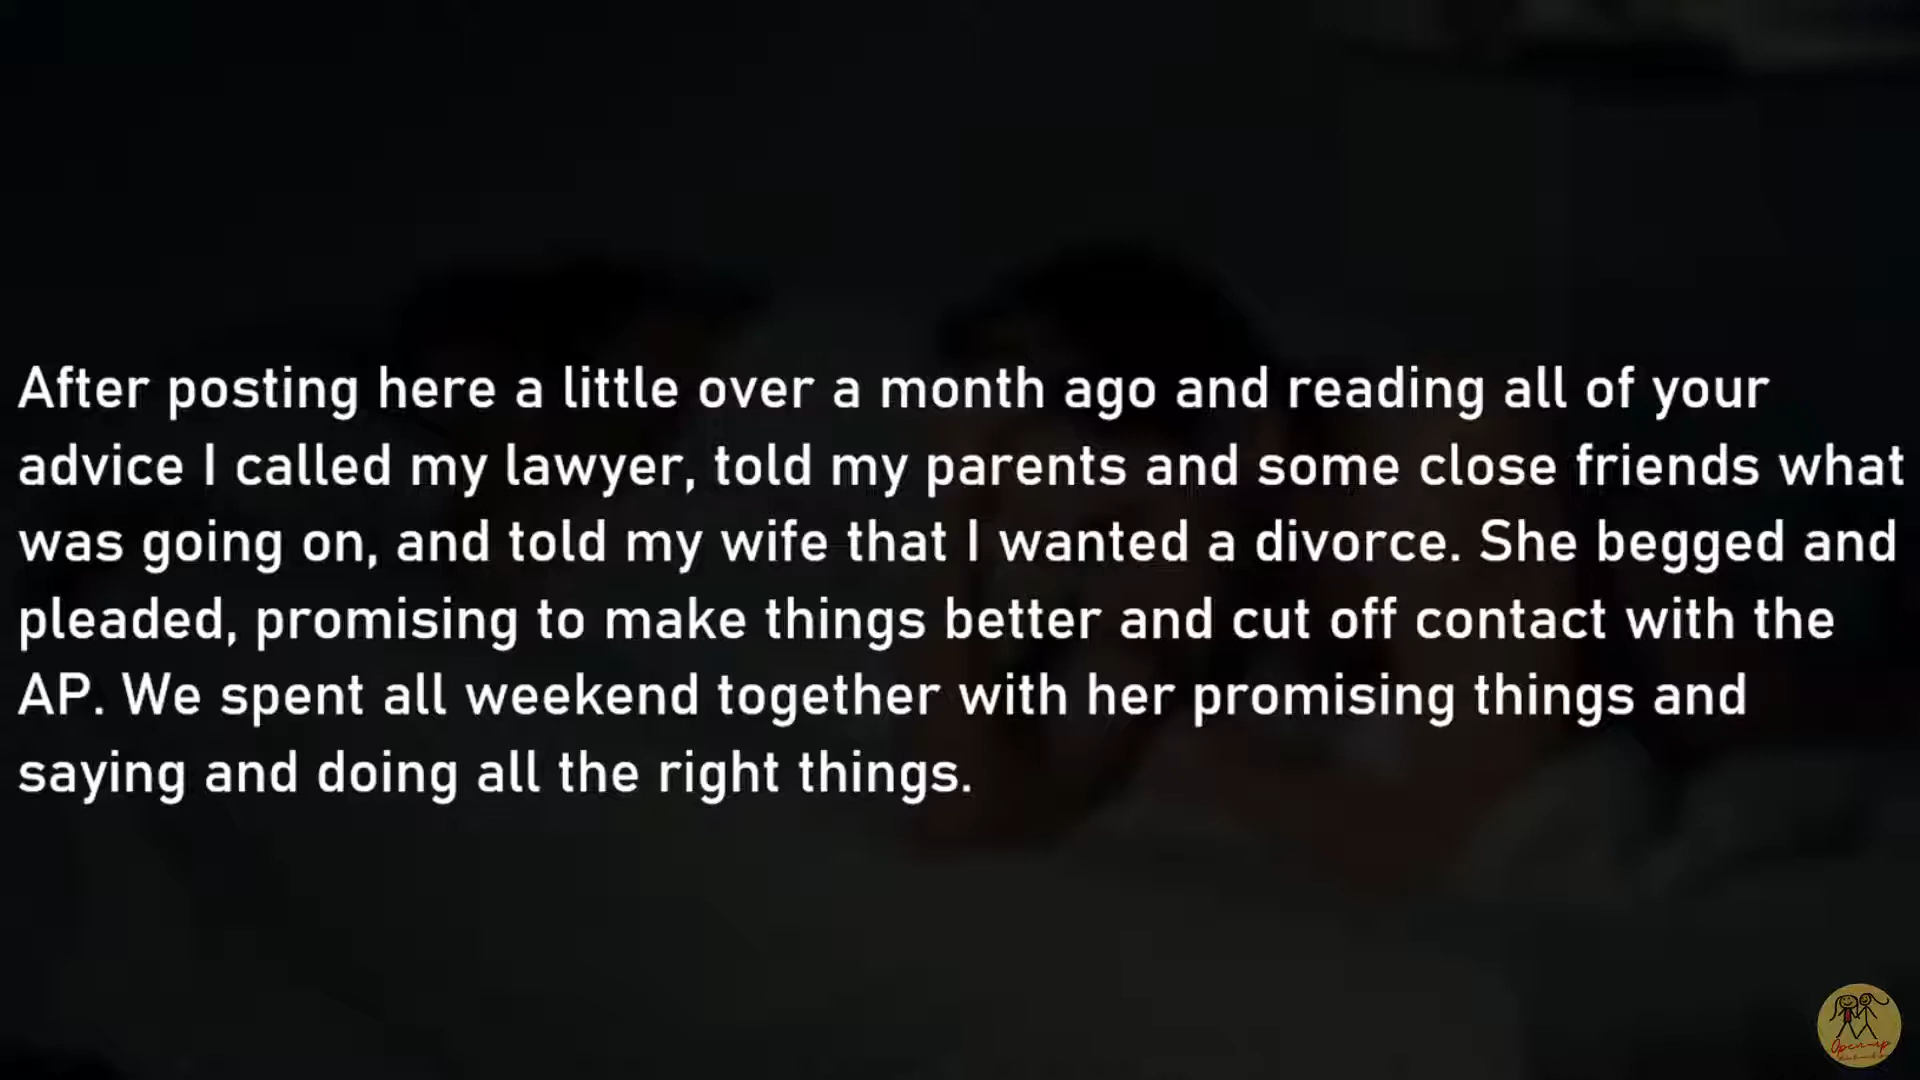 After posting here a little over a month ago and reading all of your
advice I called my lawyer, told my parents and some close friends what
was going on, and told my wife that I wanted a divorce. She begged and
pleaded, promising to make things better and cut off contact with the
AP. We spent all weekend together with her promising things and
saying and doing all the right things.
Open-up